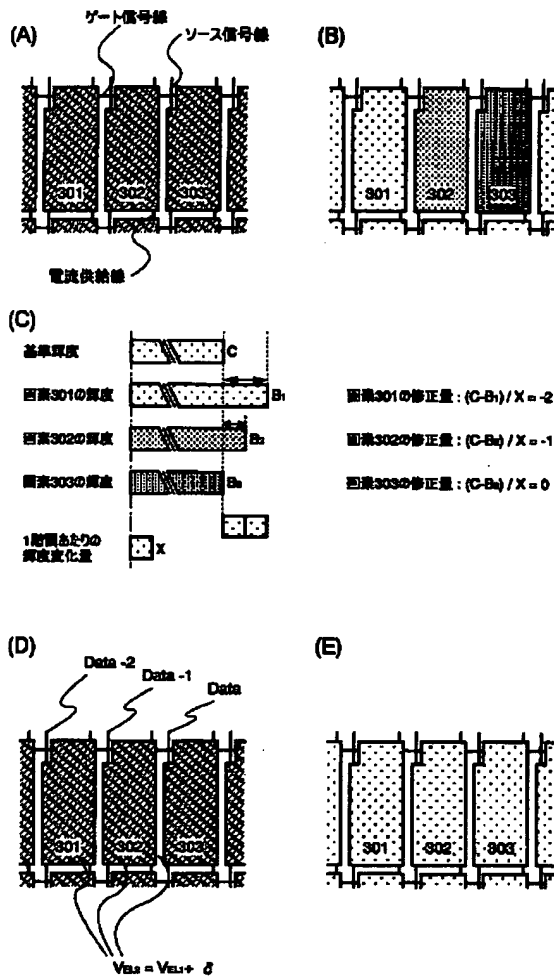 (A)
ゲート信号線
ソース信号線
301
302
303
電流供給線
(B)
301
302
303
(C)
基準輝度
C
画素301の輝度
B₁
画素301の修正量 : (C-B₁) / X = -2
画素302の輝度
B₂
画素302の修正量 : (C-B₂) / X = -1
画素303の輝度
B₃
画素303の修正量 : (C-B₃) / X = 0
1階調あたりの
輝度変化量
X
(D)
Data -2
Data -1
Data
301
302
303
V_EL2 = V_EL1 + δ
(E)
301
302
303